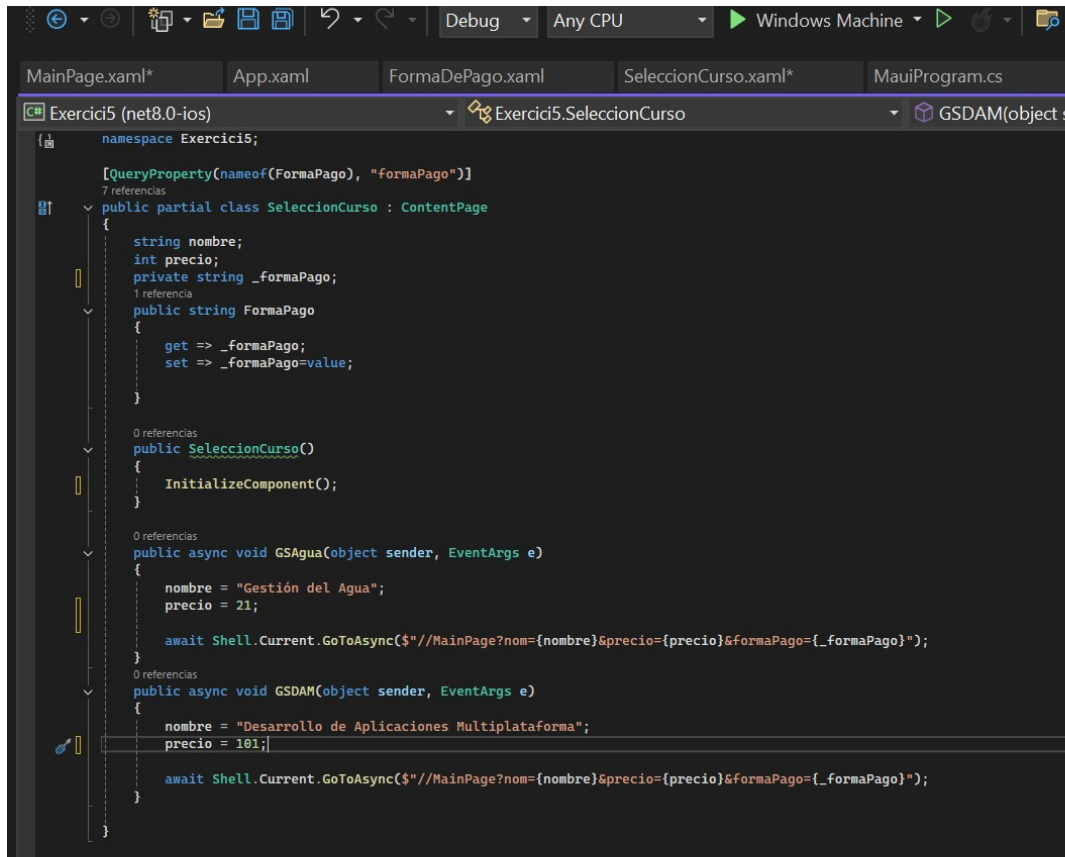 Debug Any CPU Windows Machine
MainPage.xaml* App.xaml FormaDePago.xaml SeleccionCurso.xaml* MauiProgram.cs
C# Exercici5 (net8.0-ios) Exercici5.SeleccionCurso GSDAM(object s
namespace Exercici5;
[QueryProperty(nameof(FormaPago), "formaPago")]
7 referencias
public partial class SeleccionCurso : ContentPage
{
string nombre;
int precio;
private string _formaPago;
1 referencia
public string FormaPago
{
get => _formaPago;
set => _formaPago=value;
}
0 referencias
public SeleccionCurso()
{
InitializeComponent();
}
0 referencias
public async void GSAgua(object sender, EventArgs e)
{
nombre = "Gestión del Agua";
precio = 21;
await Shell.Current.GoToAsync($"//MainPage?nom={nombre}&precio={precio}&formaPago={_formaPago}");
}
0 referencias
public async void GSDAM(object sender, EventArgs e)
{
nombre = "Desarrollo de Aplicaciones Multiplataforma";
precio = 101;
await Shell.Current.GoToAsync($"//MainPage?nom={nombre}&precio={precio}&formaPago={_formaPago}");
}
}